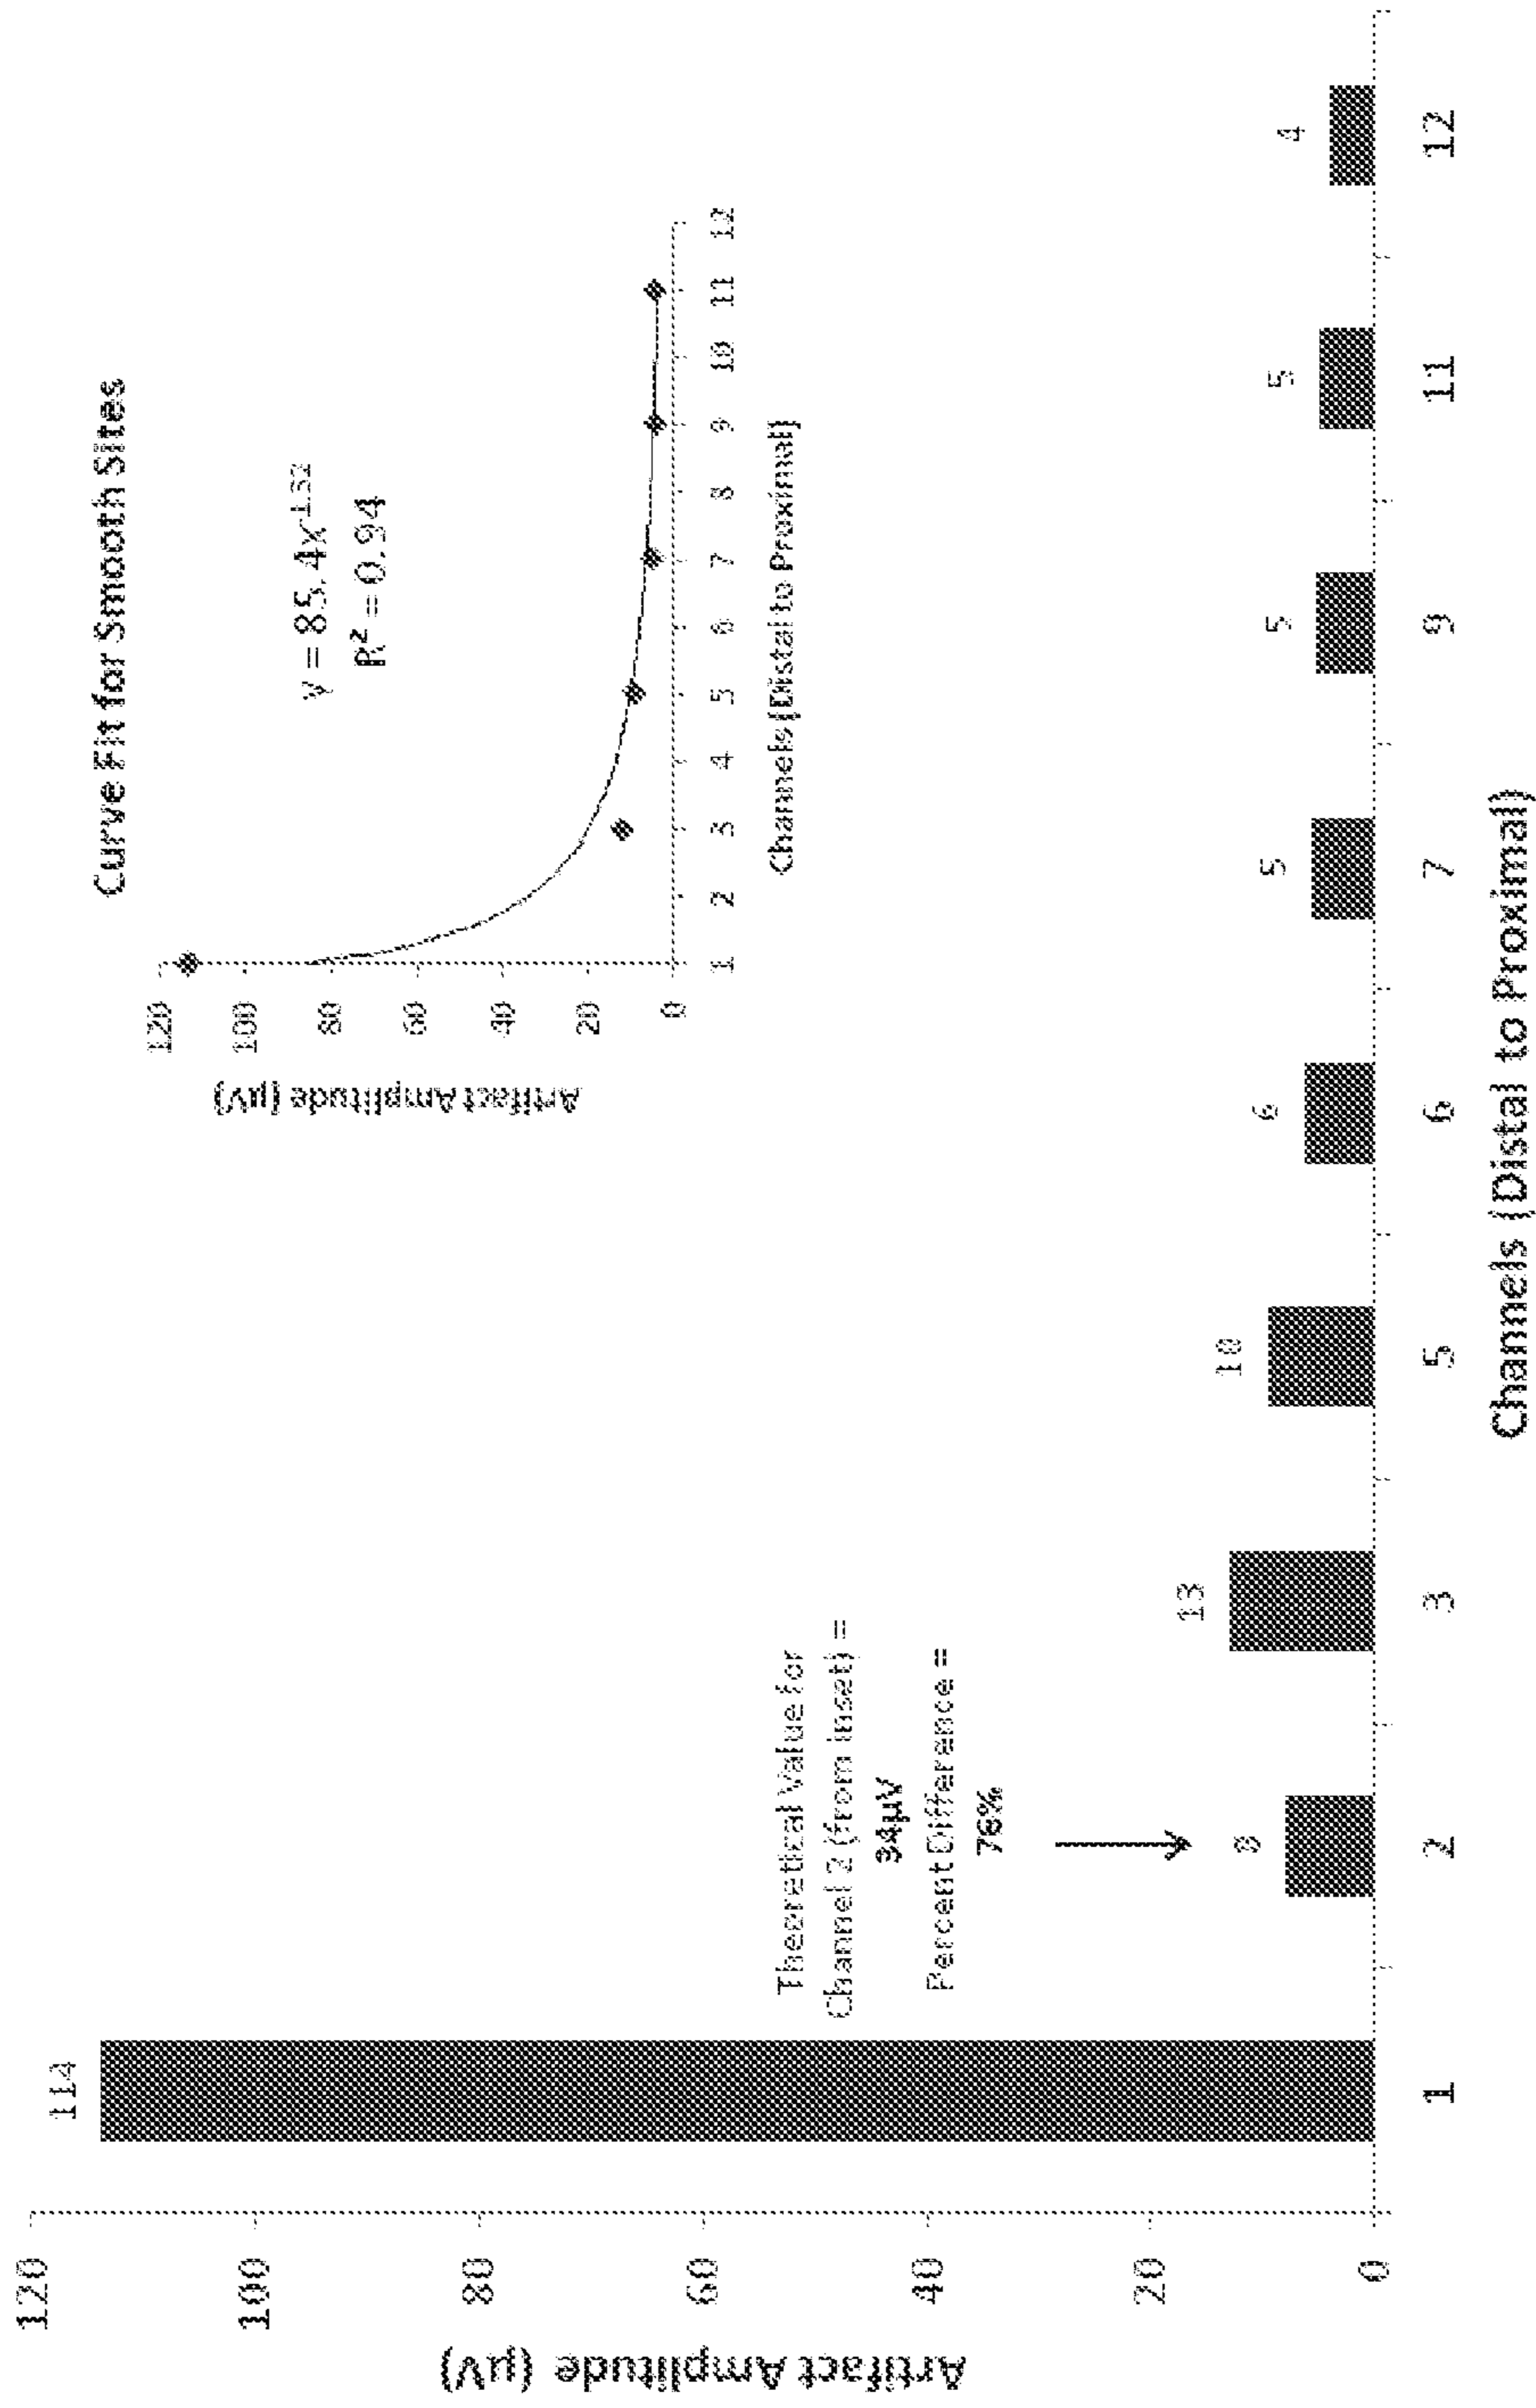 Curve Fit for Smooth Sites
y = 85.4x^-1.32
R² = 0.94
Artifact Amplitude (µV)
120
100
80
60
40
20
0
1 2 3 4 5 6 7 8 9 10 11 12
Channels (Distal to Proximal)
Artifact Amplitude (µV)
120
100
80
60
40
20
0
114
Theoretical Value for
Channel 2 (from inset) =
34µV
Percent Difference =
76%
8
13
10
6
5
5
5
4
1 2 3 5 6 7 9 11 12
Channels (Distal to Proximal)